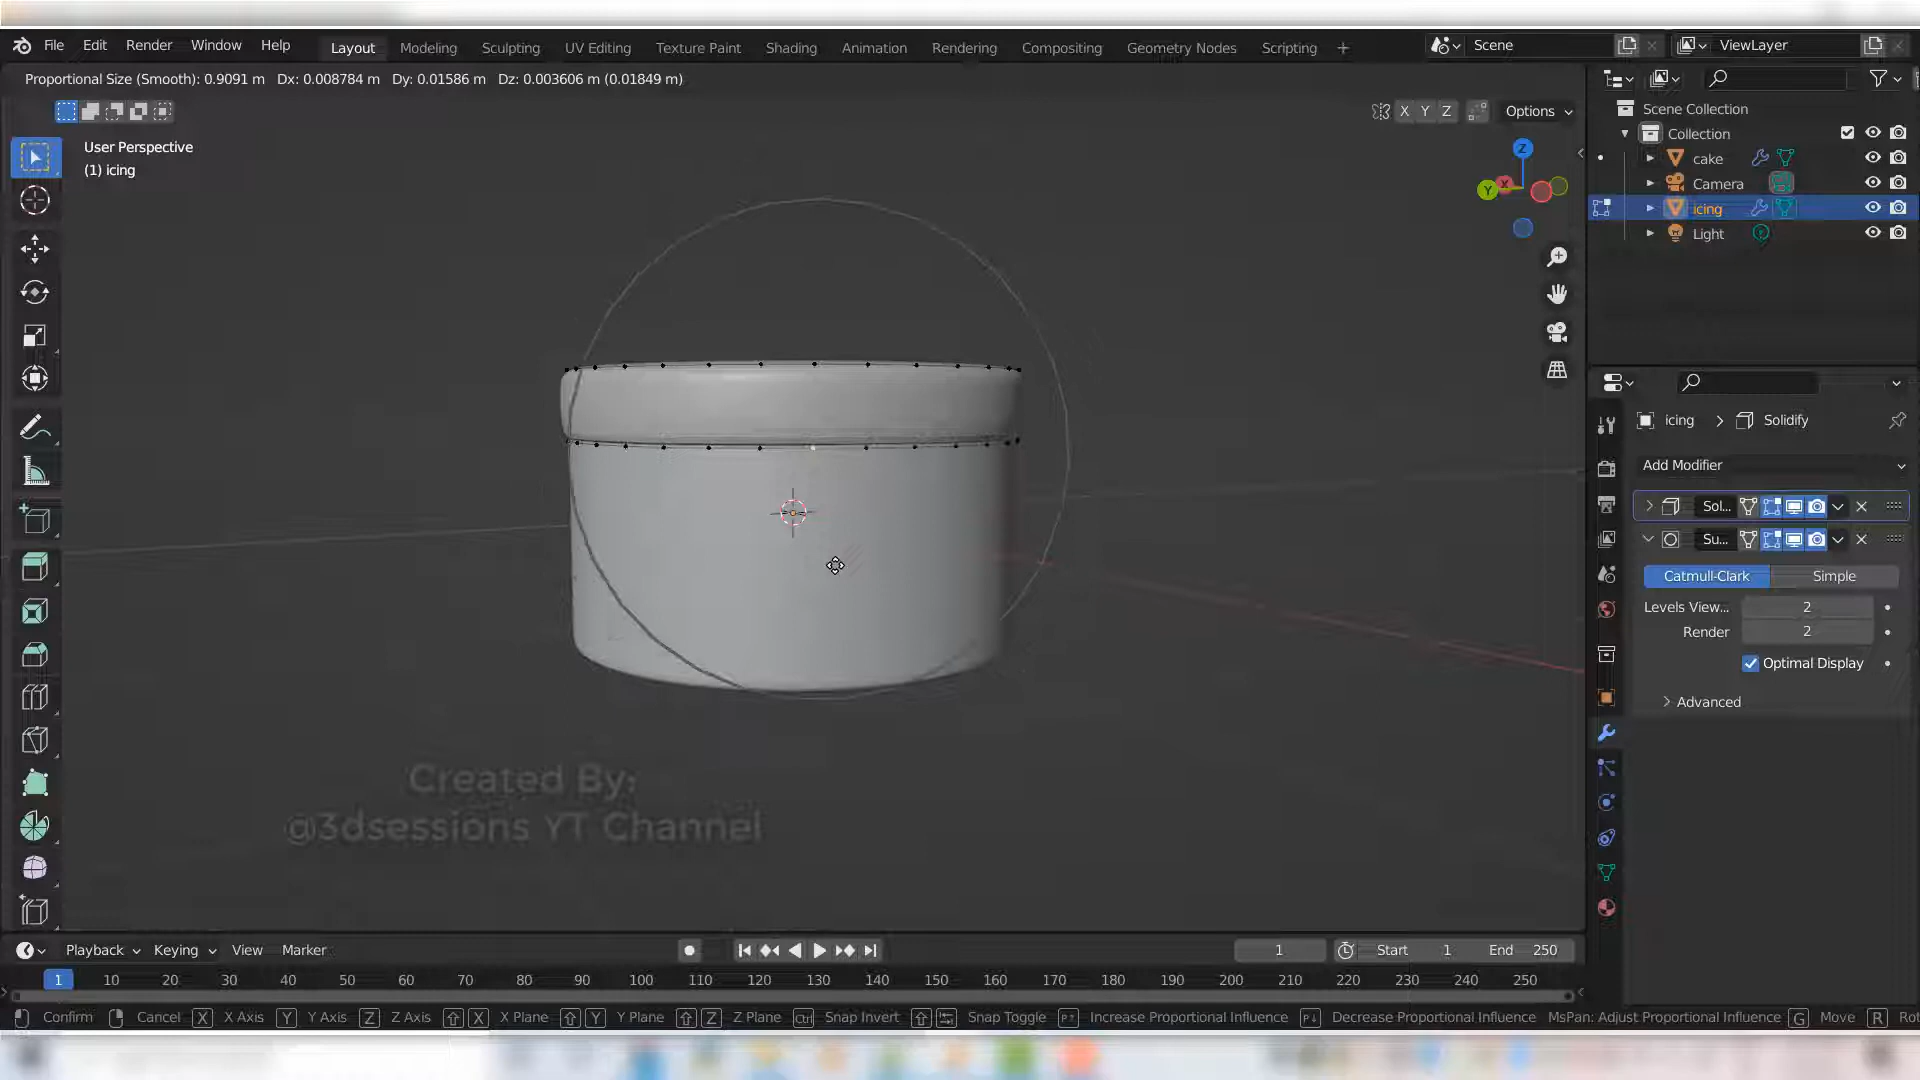 File Edit Render Window Help Layout Modeling Sculpting UV Editing Texture Paint Shading Animation Rendering Compositing Geometry Nodes Scripting + Scene ViewLayer
Proportional Size (Smooth): 0.9091 m Dx: 0.008784 m Dy: 0.01586 m Dz: 0.003606 m (0.01849 m)
X Y Z Options
User Perspective
(1) icing
Z
Y X
Scene Collection
Collection
cake
Camera
icing
Light
icing > Solidify
Add Modifier
Sol...
Su...
Catmull-Clark Simple
Levels View... 2
Render 2
Optimal Display
Advanced
Created By:
@3dsessions YT Channel
Playback Keying View Marker 1 Start 1 End 250
1 10 20 30 40 50 60 70 80 90 100 110 120 130 140 150 160 170 180 190 200 210 220 230 240 250
Confirm Cancel X X Axis Y Y Axis Z Z Axis X X Plane Y Y Plane Z Z Plane Ctrl Snap Invert Snap Toggle Increase Proportional Influence Decrease Proportional Influence MsPan: Adjust Proportional Influence G Move R Rot